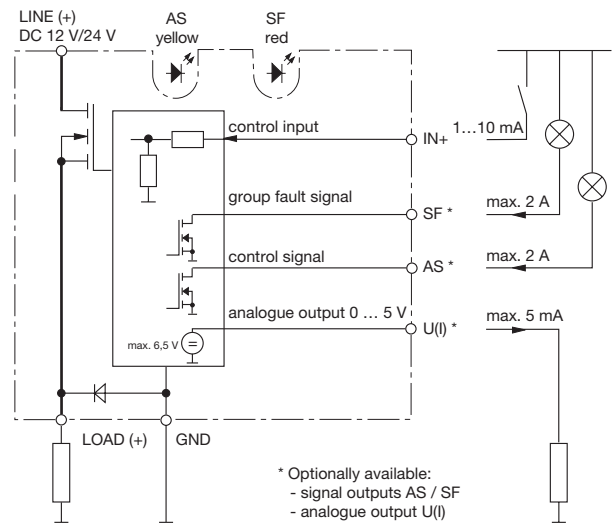 LINE (+)
DC 12 V/24 V
AS
yellow
SF
red
control input
IN+
1…10 mA
group fault signal
SF *
max. 2 A
control signal
AS *
max. 2 A
analogue output 0 … 5 V
U(I) *
max. 5 mA
max. 6,5 V
=
LOAD (+)
GND
* Optionally available:
- signal outputs AS / SF
- analogue output U(I)